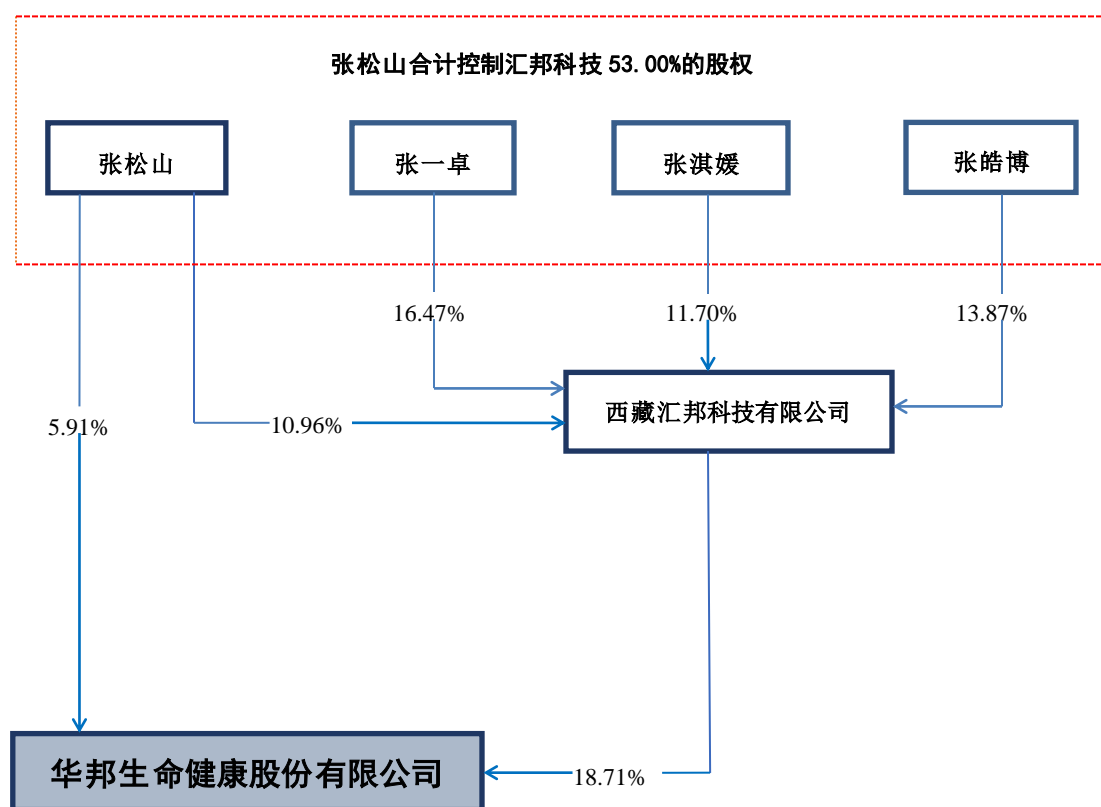 张松山合计控制汇邦科技 53.00%的股权
张松山
张一卓
张淇媛
张皓博
16.47%
11.70%
13.87%
西藏汇邦科技有限公司
5.91%
10.96%
华邦生命健康股份有限公司
18.71%